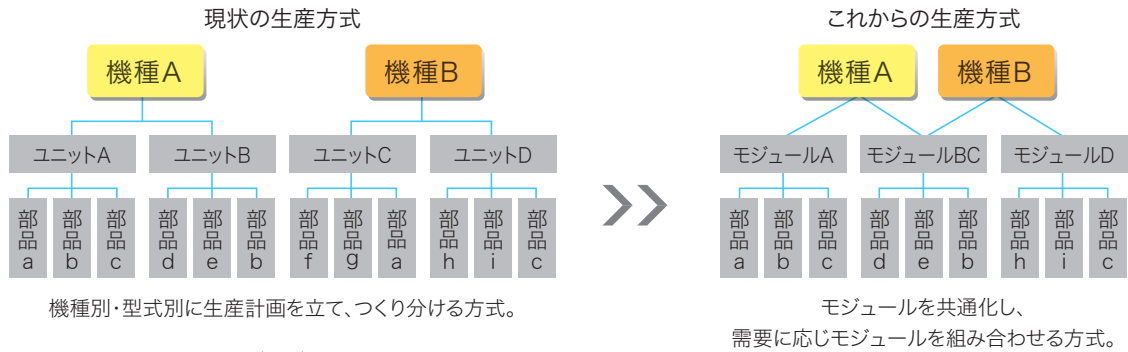 現状の生産方式
機種A
機種B
ユニットA
ユニットB
ユニットC
ユニットD
部品a
部品b
部品c
部品d
部品e
部品b
部品f
部品g
部品a
部品h
部品i
部品c
機種別・型式別に生産計画を立て、つくり分ける方式。
これからの生産方式
機種A
機種B
モジュールA
モジュールBC
モジュールD
部品a
部品b
部品c
部品d
部品e
部品b
部品h
部品i
部品c
モジュールを共通化し、
需要に応じモジュールを組み合わせる方式。